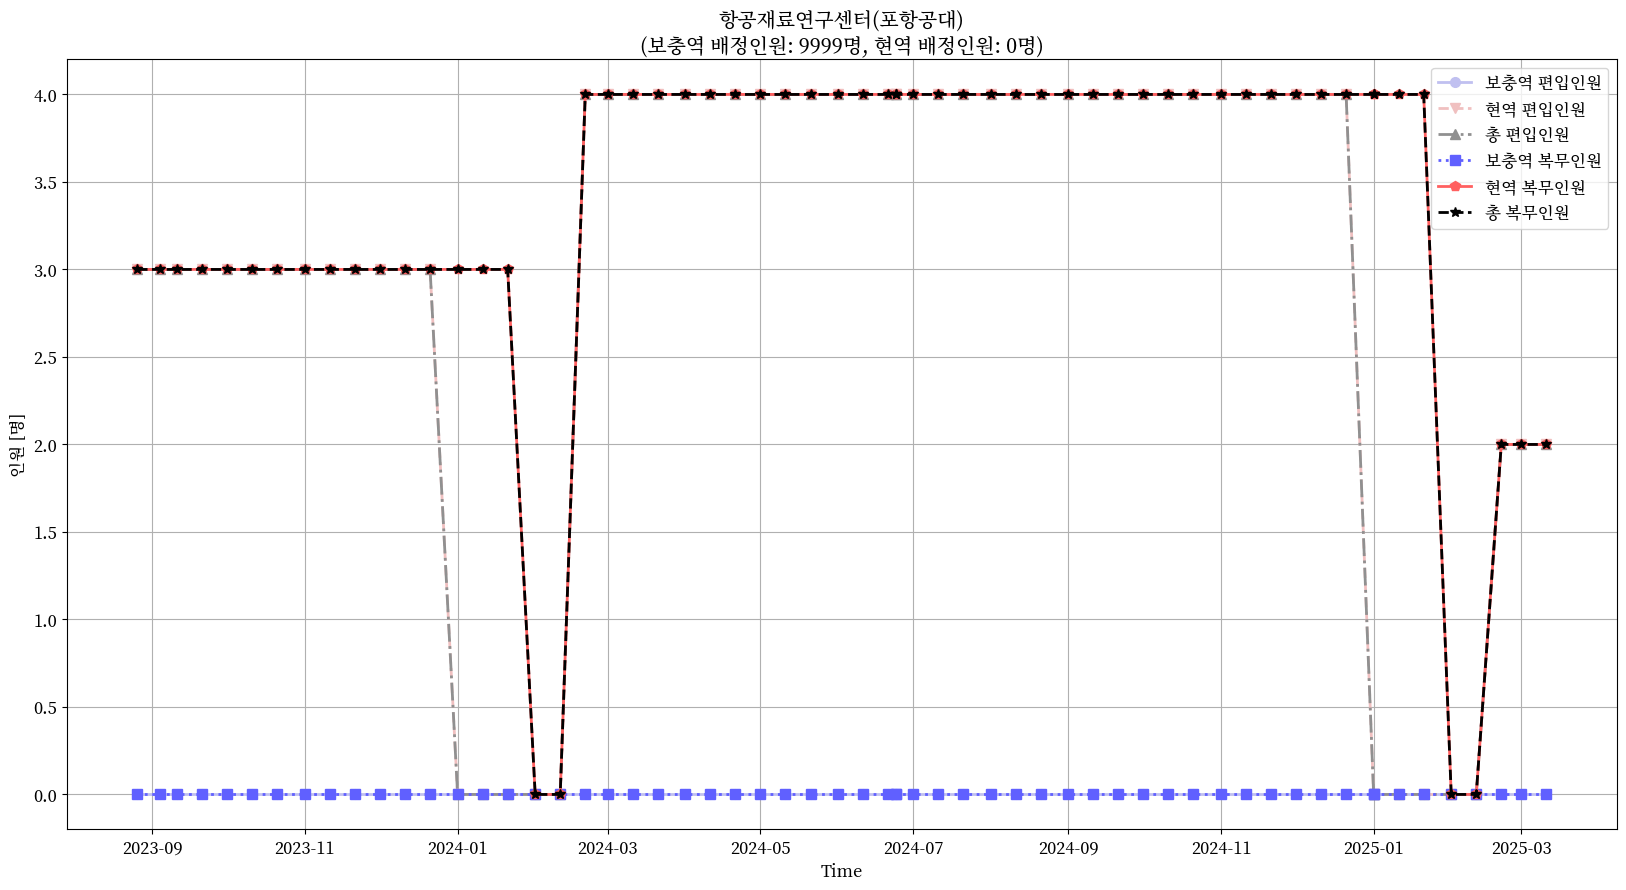 항공재료연구센터(포항공대)
(보충역 배정인원: 9999명, 현역 배정인원: 0명)
보충역 편입인원
현역 편입인원
총 편입인원
보충역 복무인원
현역 복무인원
총 복무인원
4.0
3.5
3.0
2.5
2.0
1.5
1.0
0.5
0.0
인원 [명]
2023-09 2023-11 2024-01 2024-03 2024-05 2024-07 2024-09 2024-11 2025-01 2025-03
Time